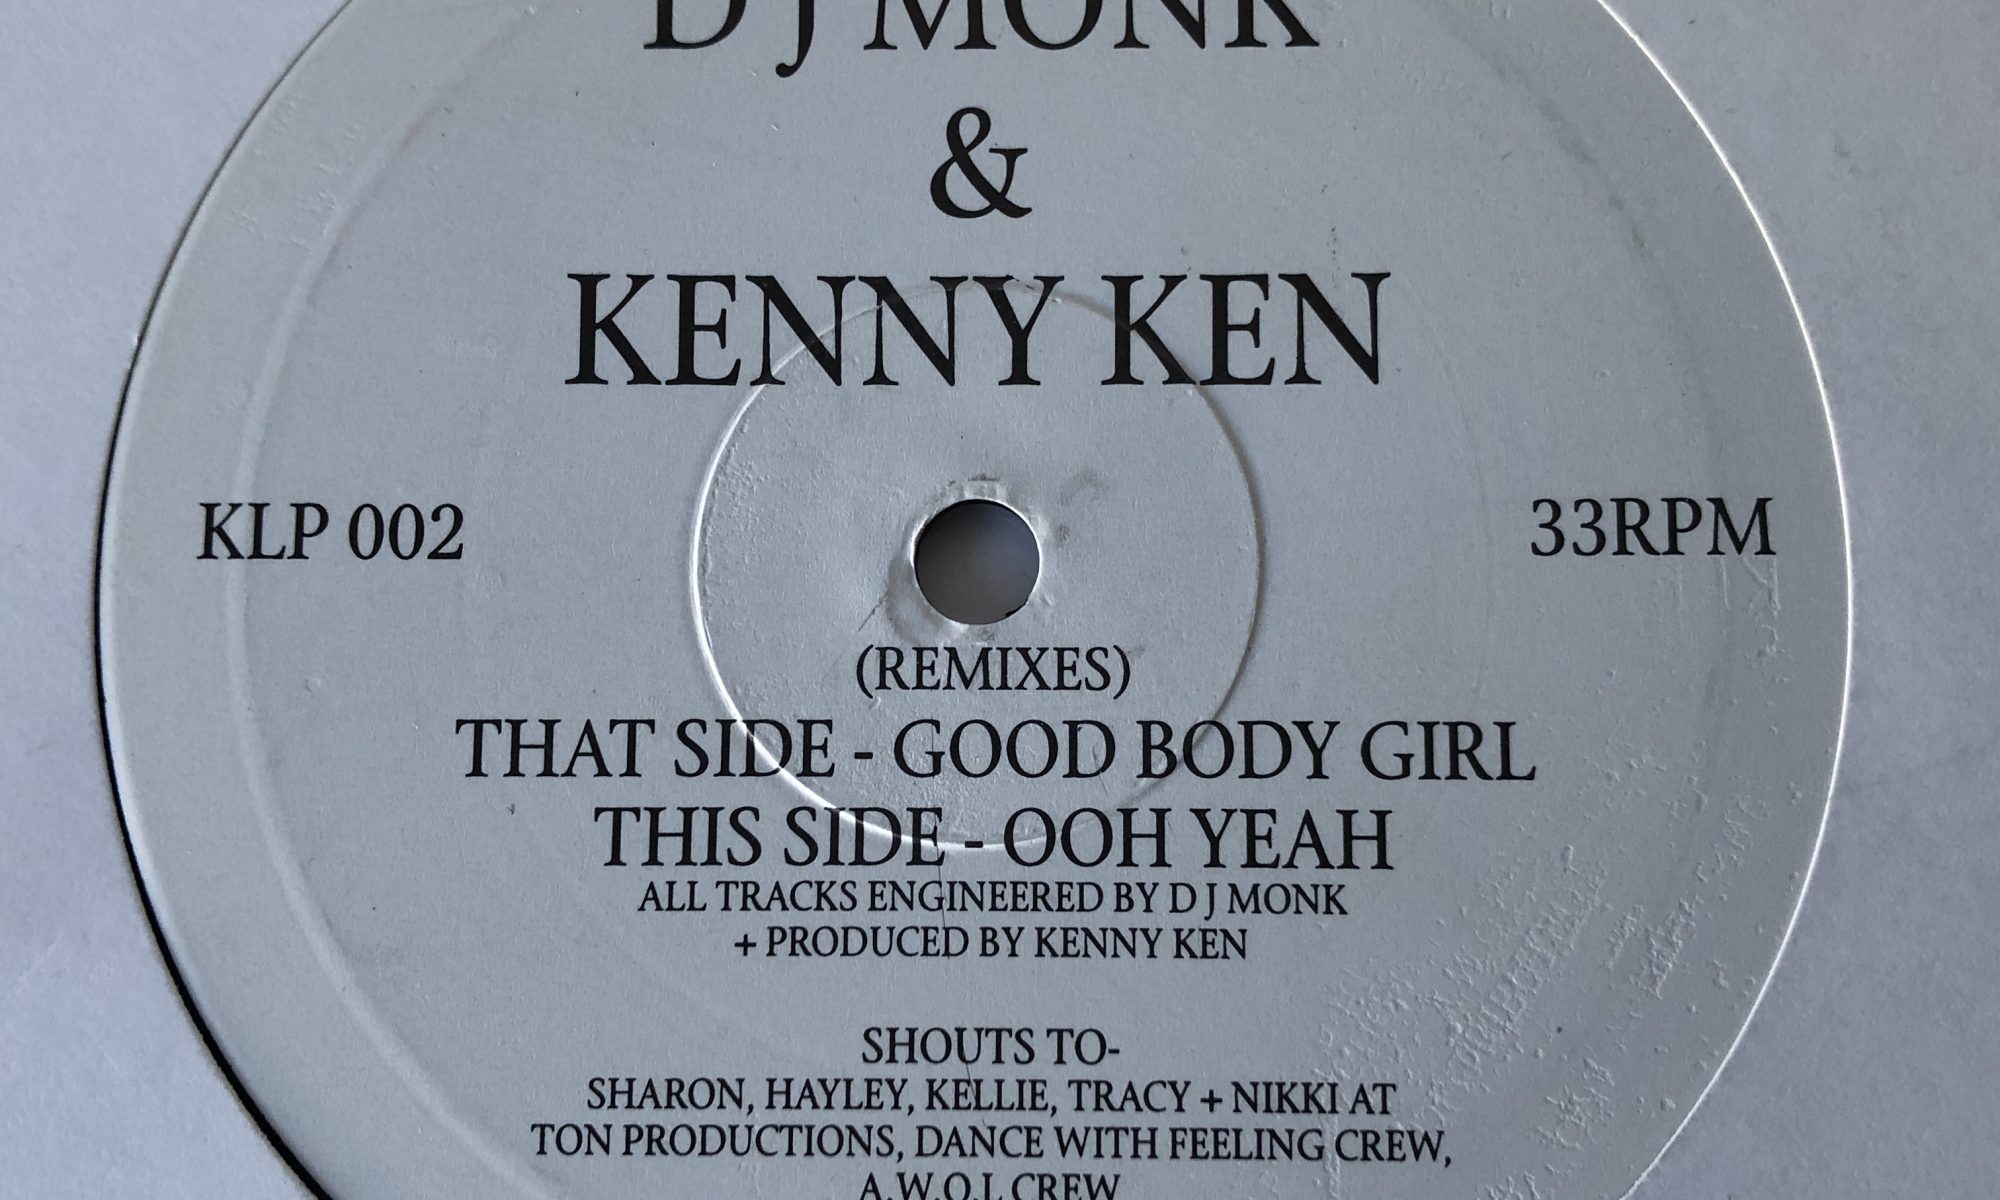 D J MONK
&
KENNY KEN
KLP 002
33RPM
(REMIXES)
THAT SIDE - GOOD BODY GIRL
THIS SIDE - OOH YEAH
ALL TRACKS ENGINEERED BY D J MONK
+ PRODUCED BY KENNY KEN
SHOUTS TO-
SHARON, HAYLEY, KELLIE, TRACY + NIKKI AT
TON PRODUCTIONS, DANCE WITH FEELING CREW,
A.W.O.L CREW